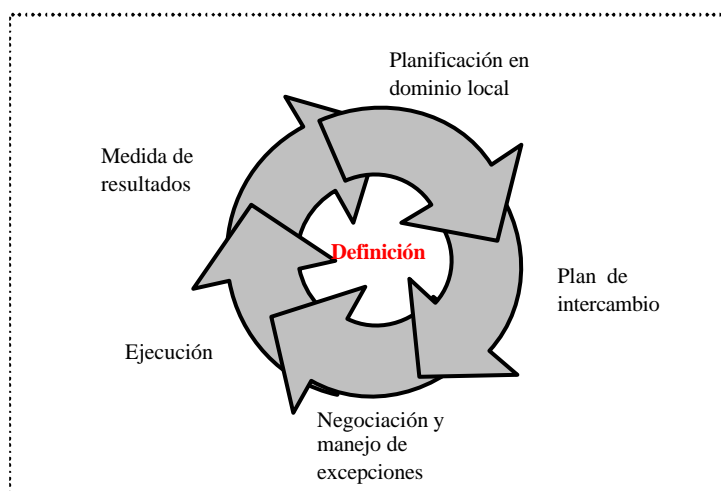 Planificación en
dominio local
Medida de
resultados
Definición
Plan de
intercambio
Ejecución
Negociación y
manejo de
excepciones